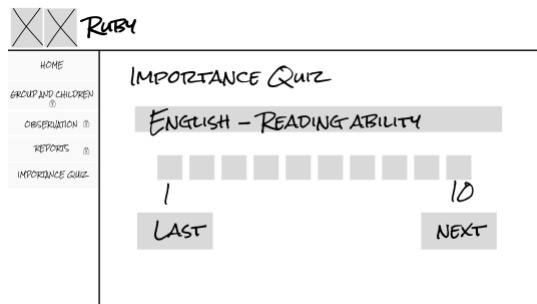 Ruby
HOME
GROUP AND CHILDREN
OBSERVATION
REPORTS
IMPORTANCE QUIZ
IMPORTANCE QUIZ
ENGLISH – READING ABILITY
1 10
LAST NEXT